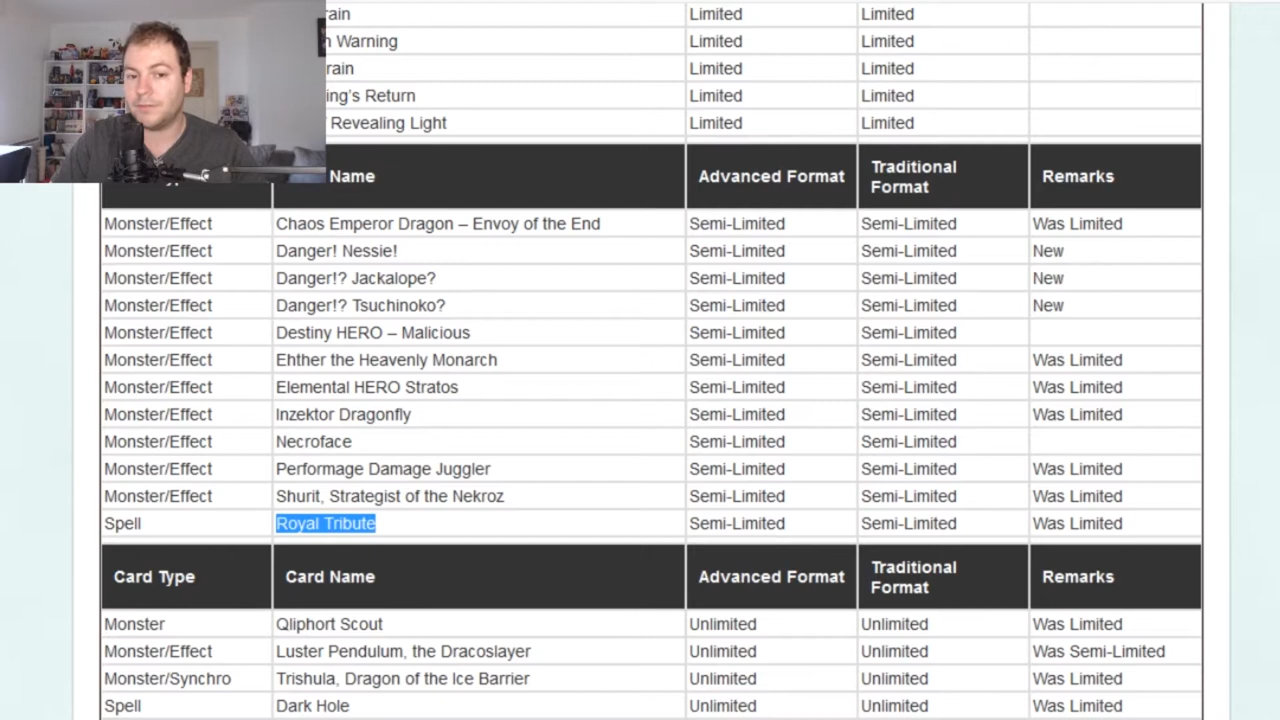 rain Limited Limited
Warning Limited Limited
rain Limited Limited
ing’s Return Limited Limited
Revealing Light Limited Limited
Name Advanced Format Traditional Format Remarks
Monster/Effect Chaos Emperor Dragon – Envoy of the End Semi-Limited Semi-Limited Was Limited
Monster/Effect Danger! Nessie! Semi-Limited Semi-Limited New
Monster/Effect Danger!? Jackalope? Semi-Limited Semi-Limited New
Monster/Effect Danger!? Tsuchinoko? Semi-Limited Semi-Limited New
Monster/Effect Destiny HERO – Malicious Semi-Limited Semi-Limited
Monster/Effect Ehther the Heavenly Monarch Semi-Limited Semi-Limited Was Limited
Monster/Effect Elemental HERO Stratos Semi-Limited Semi-Limited Was Limited
Monster/Effect Inzektor Dragonfly Semi-Limited Semi-Limited Was Limited
Monster/Effect Necroface Semi-Limited Semi-Limited
Monster/Effect Performage Damage Juggler Semi-Limited Semi-Limited Was Limited
Monster/Effect Shurit, Strategist of the Nekroz Semi-Limited Semi-Limited Was Limited
Spell Royal Tribute Semi-Limited Semi-Limited Was Limited
Card Type Card Name Advanced Format Traditional Format Remarks
Monster Qliphort Scout Unlimited Unlimited Was Limited
Monster/Effect Luster Pendulum, the Dracoslayer Unlimited Unlimited Was Semi-Limited
Monster/Synchro Trishula, Dragon of the Ice Barrier Unlimited Unlimited Was Limited
Spell Dark Hole Unlimited Unlimited Was Limited